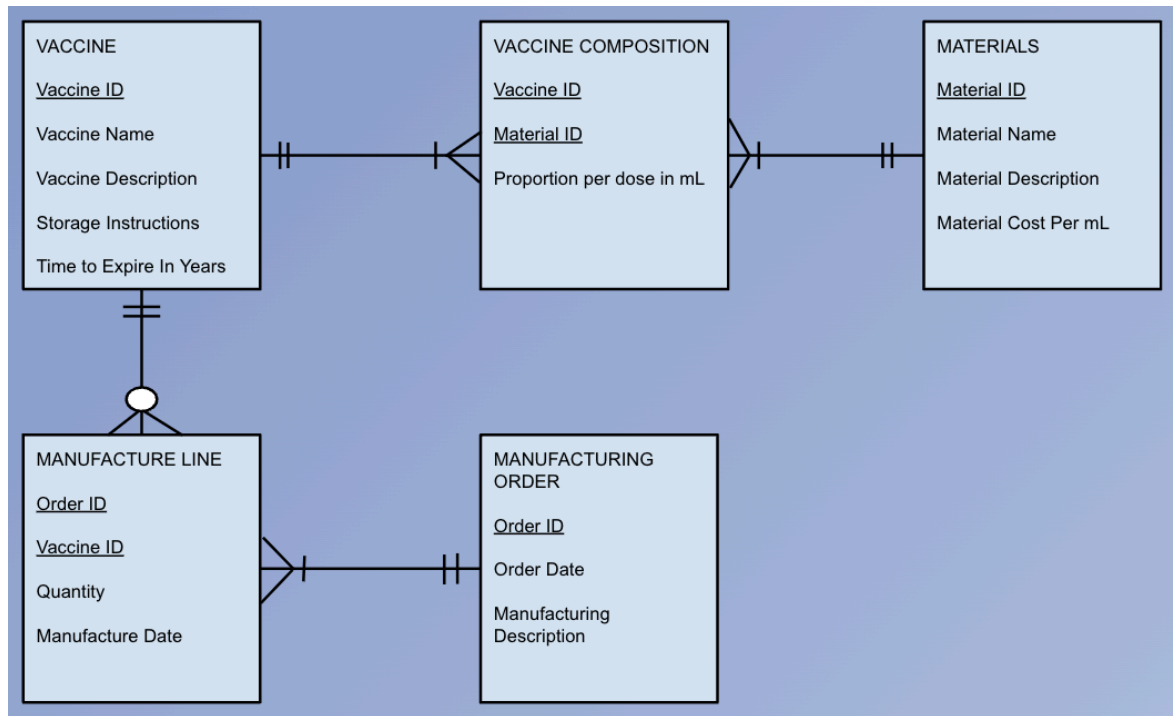 VACCINE
Vaccine ID
Vaccine Name
Vaccine Description
Storage Instructions
Time to Expire In Years
VACCINE COMPOSITION
Vaccine ID
Material ID
Proportion per dose in mL
MATERIALS
Material ID
Material Name
Material Description
Material Cost Per mL
MANUFACTURE LINE
Order ID
Vaccine ID
Quantity
Manufacture Date
MANUFACTURING
ORDER
Order ID
Order Date
Manufacturing
Description